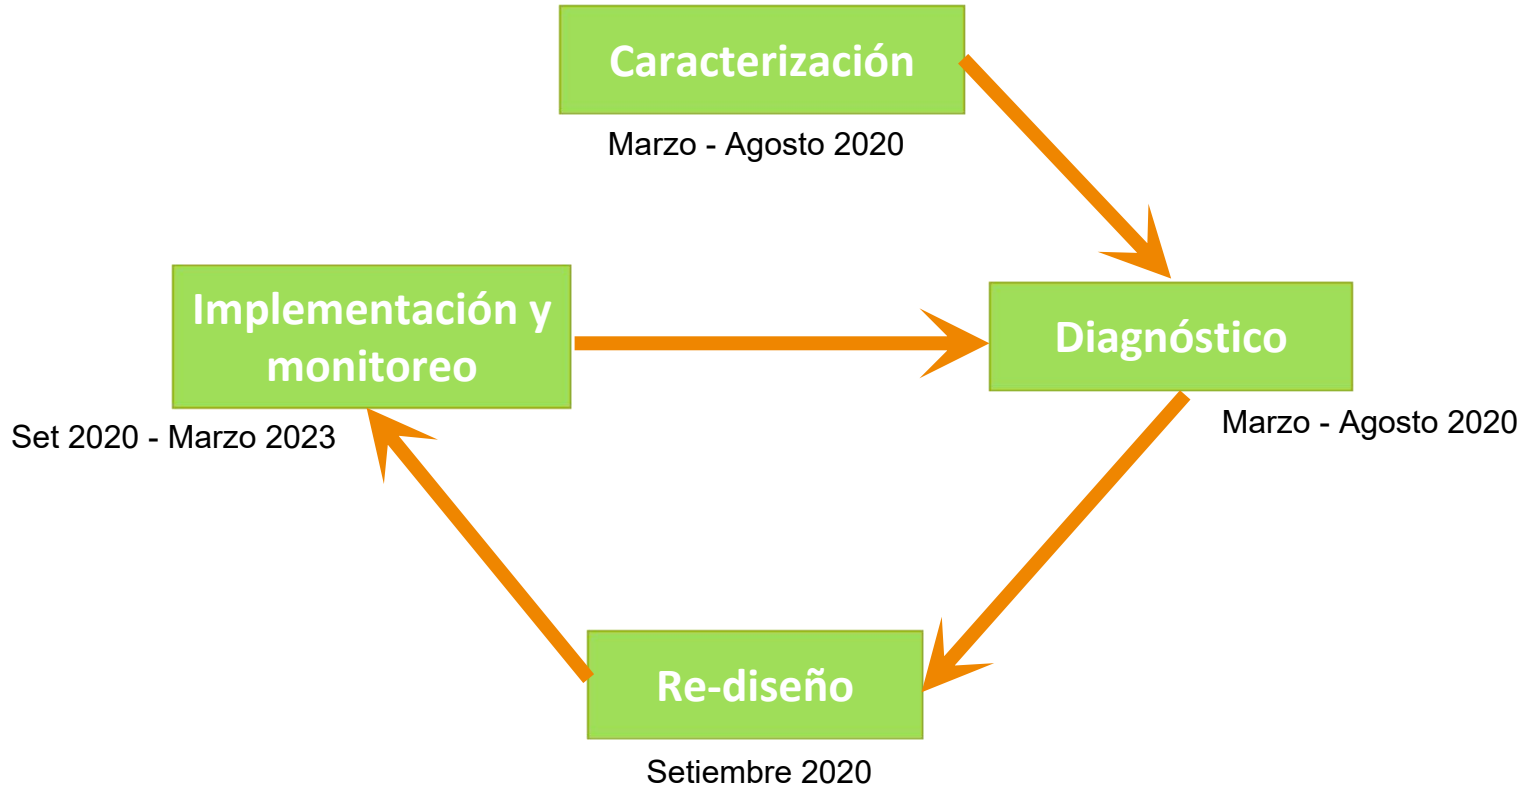 Caracterización
Marzo - Agosto 2020
Implementación y
monitoreo
Set 2020 - Marzo 2023
Diagnóstico
Marzo - Agosto 2020
Re-diseño
Setiembre 2020